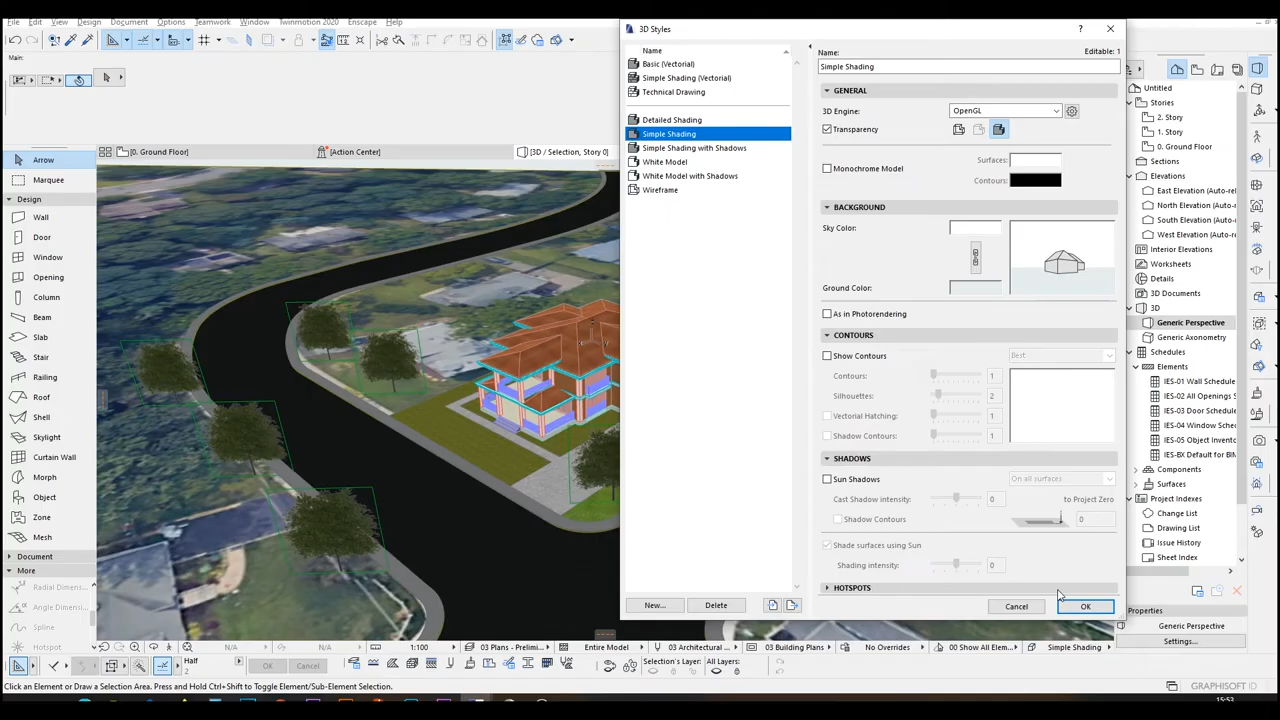 File Edit View Design Document Options Teamwork Window Twinmotion 2020 Enscape Help
3D Styles
Main:
[0. Ground Floor]
[Action Center]
[3D / Selection, Story 0]
Arrow
Marquee
Design
Wall
Door
Window
Opening
Column
Beam
Slab
Stair
Railing
Roof
Shell
Skylight
Curtain Wall
Morph
Object
Zone
Mesh
Document
More
Radial Dimen...
Angle Dimensi...
Spline
Hotspot
Name
Basic (Vectorial)
Simple Shading (Vectorial)
Technical Drawing
Detailed Shading
Simple Shading
Simple Shading with Shadows
White Model
White Model with Shadows
Wireframe
New...
Delete
Name:
Editable: 1
Simple Shading
GENERAL
3D Engine:
OpenGL
Transparency
Monochrome Model
Surfaces:
Contours:
BACKGROUND
Sky Color:
Ground Color:
As in Photorendering
CONTOURS
Show Contours
Best
Contours:
1
Silhouettes:
2
Vectorial Hatching:
1
Shadow Contours:
1
SHADOWS
Sun Shadows
On all surfaces
Cast Shadow intensity:
0
to Project Zero
Shadow Contours
0
Shade surfaces using Sun
Shading intensity:
0
HOTSPOTS
Cancel
OK
Untitled
Stories
2. Story
1. Story
0. Ground Floor
Sections
Elevations
East Elevation (Auto-rel
North Elevation (Auto-r
South Elevation (Auto-r
West Elevation (Auto-re
Interior Elevations
Worksheets
Details
3D Documents
3D
Generic Perspective
Generic Axonometry
Schedules
Elements
IES-01 Wall Schedule
IES-02 All Openings S
IES-03 Door Schedule
IES-04 Window Sched
IES-05 Object Invento
IES-BX Default for BIM
Components
Surfaces
Project Indexes
Change List
Drawing List
Issue History
Sheet Index
Properties
Generic Perspective
Settings...
N/A
N/A
1:100
03 Plans - Prelimi...
Entire Model
03 Architectural ...
03 Building Plans
No Overrides
00 Show All Elem...
Simple Shading
Half
2
OK
Cancel
Selection's Layer:
All Layers:
Click an Element or Draw a Selection Area. Press and Hold Ctrl+Shift to Toggle Element/Sub-Element Selection.
GRAPHISOFT ID
15:53